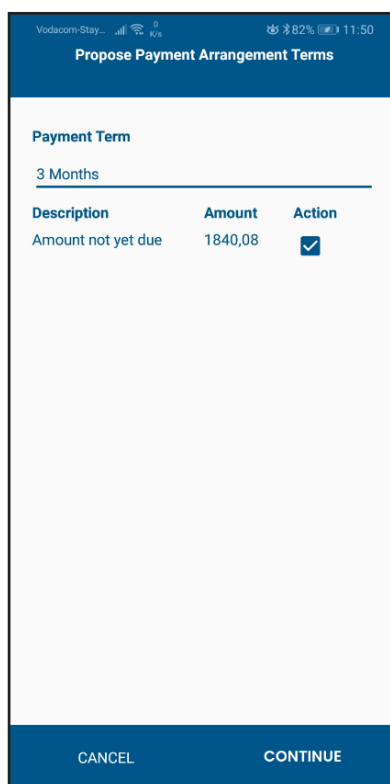 Vodacom-Stay... 0 K/s 82% 11:50
Propose Payment Arrangement Terms
Payment Term
3 Months
Description Amount Action
Amount not yet due 1840,08
CANCEL CONTINUE